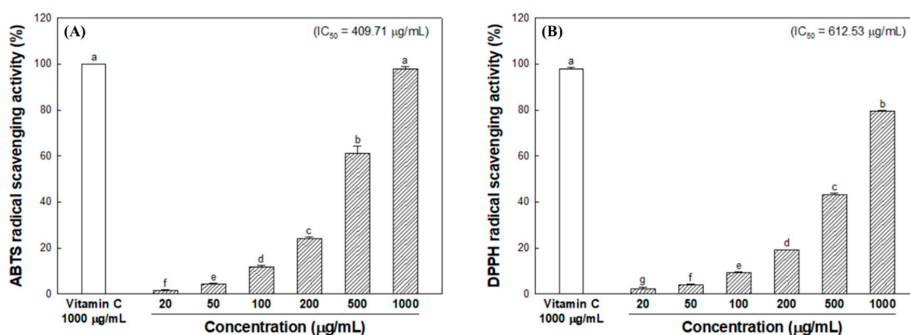 (A)
(IC50 = 409.71 μg/mL)
ABTS radical scavenging activity (%)
120
100
80
60
40
20
0
a
f
e
d
c
b
a
Vitamin C
1000 μg/mL
20 50 100 200 500 1000
Concentration (μg/mL)
(B)
(IC50 = 612.53 μg/mL)
DPPH radical scavenging activity (%)
120
100
80
60
40
20
0
a
g
f
e
d
c
b
Vitamin C
1000 μg/mL
20 50 100 200 500 1000
Concentration (μg/mL)